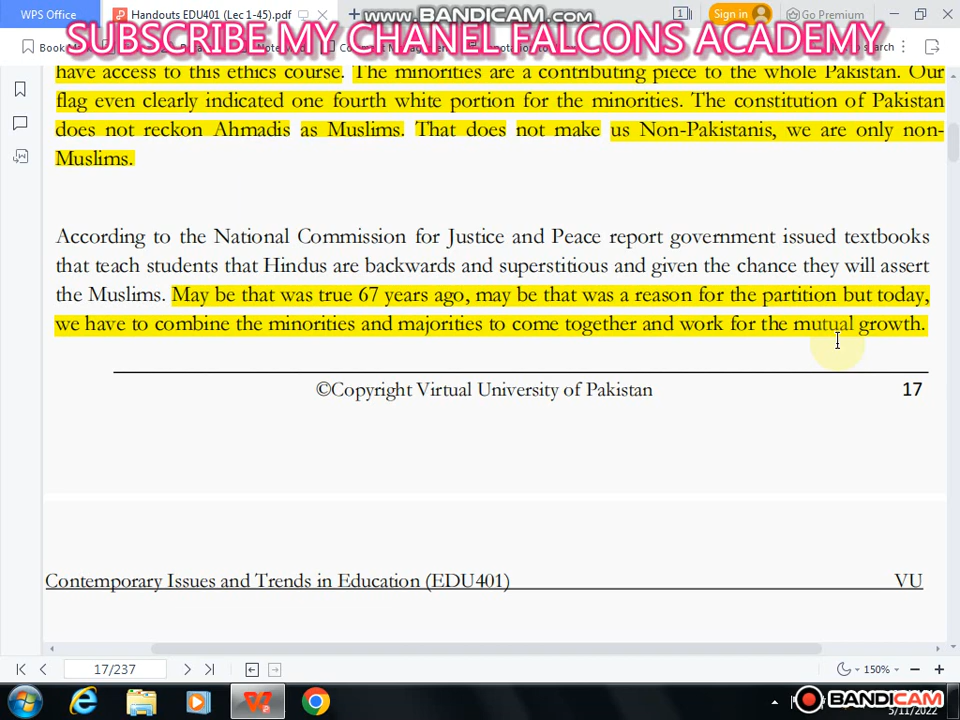 WPS Office
Handouts EDU401 (Lec 1-45).pdf
www.BANDICAM.com
1
Sign in
Go Premium
SUBSCRIBE MY CHANEL FALCONS ACADEMY
have access to this ethics course. The minorities are a contributing piece to the whole Pakistan. Our
flag even clearly indicated one fourth white portion for the minorities. The constitution of Pakistan
does not reckon Ahmadis as Muslims. That does not make us Non-Pakistanis, we are only non-
Muslims.
According to the National Commission for Justice and Peace report government issued textbooks
that teach students that Hindus are backwards and superstitious and given the chance they will assert
the Muslims. May be that was true 67 years ago, may be that was a reason for the partition but today,
we have to combine the minorities and majorities to come together and work for the mutual growth.
©Copyright Virtual University of Pakistan 17
Contemporary Issues and Trends in Education (EDU401) VU
17/237
150%
BANDICAM
5/11/2022